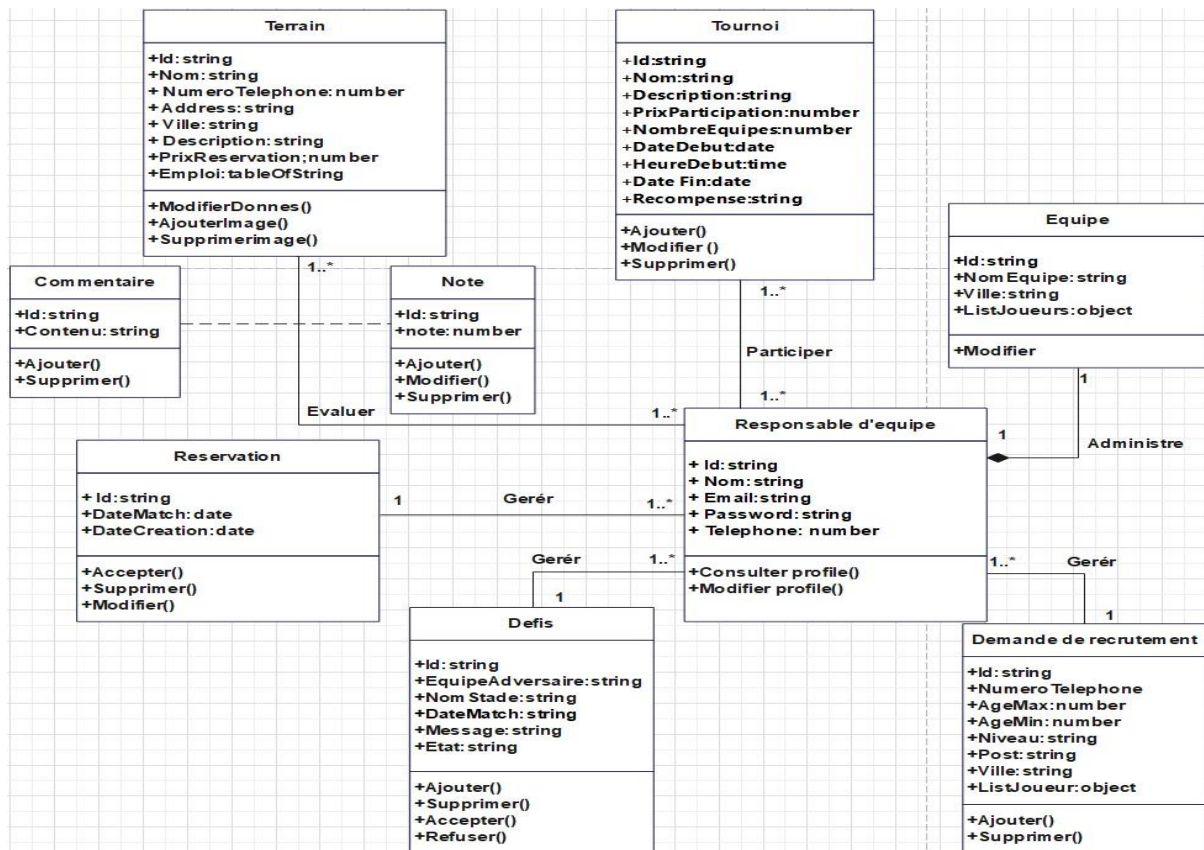 Terrain
+Id:string
+Nom:string
+ NumeroTelephone:number
+ Address:string
+ Ville:string
+ Description:string
+PrixReservation;number
+Emploi:tableOfString
+ModifierDonnes()
+AjouterImage()
+Supprimerimage()
1..*
Tournoi
+Id:string
+Nom:string
+Description:string
+PrixParticipation:number
+NombreEquipes:number
+DateDebut:date
+HeureDebut:time
+Date Fin:date
+Recompense:string
+Ajouter()
+Modifier ()
+Supprimer()
1..*
Participer
1..*
Equipe
+Id:string
+NomEquipe:string
+Ville:string
+ListJoueurs:object
+Modifier
1
Administre
1
Commentaire
+Id:string
+Contenu:string
+Ajouter()
+Supprimer()
Note
+Id:string
+note:number
+Ajouter()
+Modifier()
+Supprimer()
Evaluer
1..*
Responsable d'equipe
+ Id:string
+ Nom:string
+ Email:string
+ Password:string
+ Telephone: number
+Consulter profile()
+Modifier profile()
Reservation
+ Id:string
+DateMatch:date
+DateCreation:date
+Accepter()
+Supprimer()
+Modifier()
1
Gerér
1..*
Gerér
1..*
1
Defis
+Id:string
+EquipeAdversaire:string
+NomStade:string
+DateMatch:string
+Message:string
+Etat:string
+Ajouter()
+Supprimer()
+Accepter()
+Refuser()
1..*
Gerér
1
Demande de recrutement
+Id:string
+NumeroTelephone
+AgeMax:number
+AgeMin:number
+Niveau:string
+Post:string
+Ville:string
+ListJoueur:object
+Ajouter()
+Supprimer()